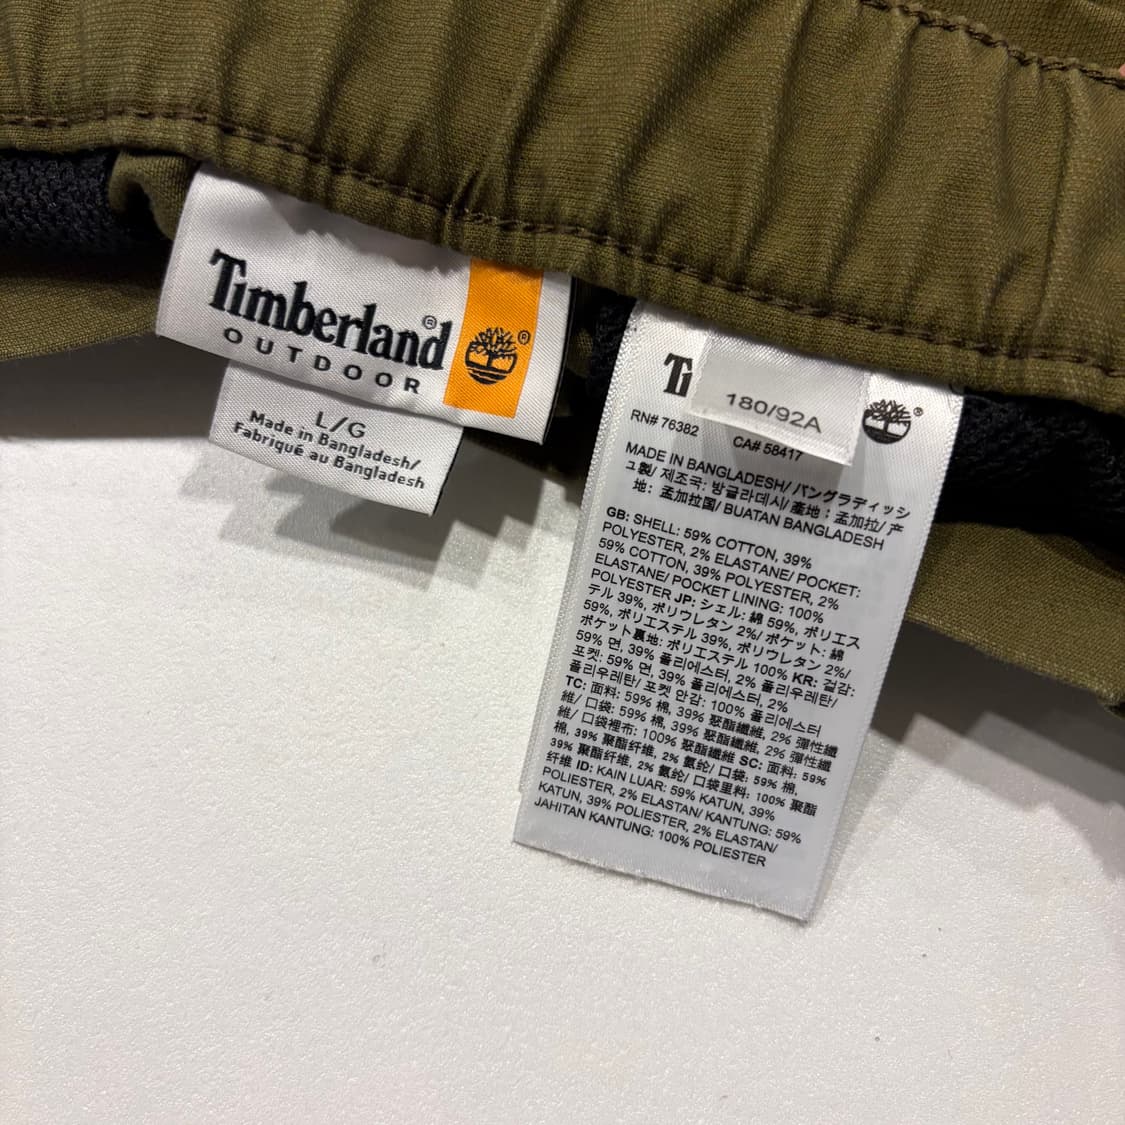 Timberland®
OUTDOOR
®
L/G
Made in Bangladesh/
Fabriqué au Bangladesh
Ti
180/92A
®
RN# 76382
CA# 58417
MADE IN BANGLADESH/ バングラディッシ
ュ製/ 제조국: 방글라데시/ 產地：孟加拉/ 产
地：孟加拉国/ BUATAN BANGLADESH
GB: SHELL: 59% COTTON, 39%
POLYESTER, 2% ELASTANE/ POCKET:
59% COTTON, 39% POLYESTER, 2%
ELASTANE/ POCKET LINING: 100%
POLYESTER JP: シェル: 綿 59%, ポリエス
テル 39%, ポリウレタン 2%/ ポケット: 綿
59%, ポリエステル 39%, ポリウレタン 2%/
ポケット裏地: ポリエステル 100% KR: 겉감:
59% 면, 39% 폴리에스터, 2% 폴리우레탄/
포켓: 59% 면, 39% 폴리에스터, 2%
폴리우레탄/ 포켓 안감: 100% 폴리에스터
TC: 面料: 59% 棉, 39% 聚酯纖維, 2% 彈性纖
維/ 口袋: 59% 棉, 39% 聚酯纖維, 2% 彈性纖
維/ 口袋裡布: 100% 聚酯纖維 SC: 面料: 59%
棉, 39% 聚酯纤维, 2% 氨纶/ 口袋: 59% 棉,
39% 聚酯纤维, 2% 氨纶/ 口袋里料: 100% 聚酯
纤维 ID: KAIN LUAR: 59% KATUN, 39%
POLIESTER, 2% ELASTAN/ KANTUNG: 59%
KATUN, 39% POLIESTER, 2% ELASTAN/
JAHITAN KANTUNG: 100% POLIESTER